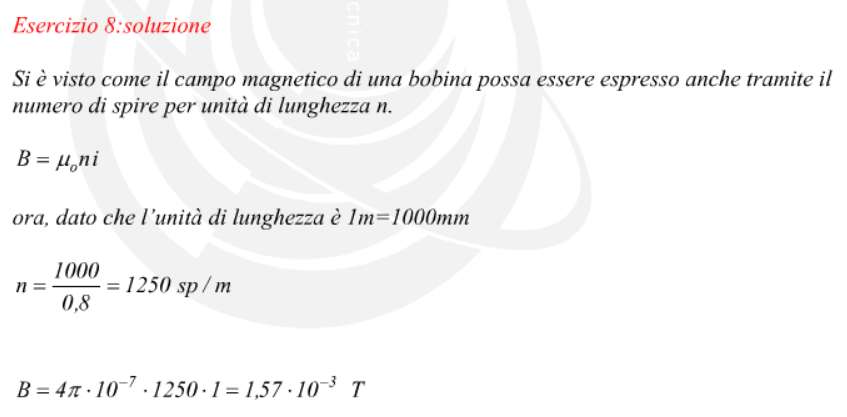 Esercizio 8:soluzione
Si è visto come il campo magnetico di una bobina possa essere espresso anche tramite il
numero di spire per unità di lunghezza n.
B = μₒni
ora, dato che l'unità di lunghezza è 1m=1000mm
n = 1000/0,8 = 1250 sp / m
B = 4π · 10⁻⁷ · 1250 · 1 = 1,57 · 10⁻³ T
cnica